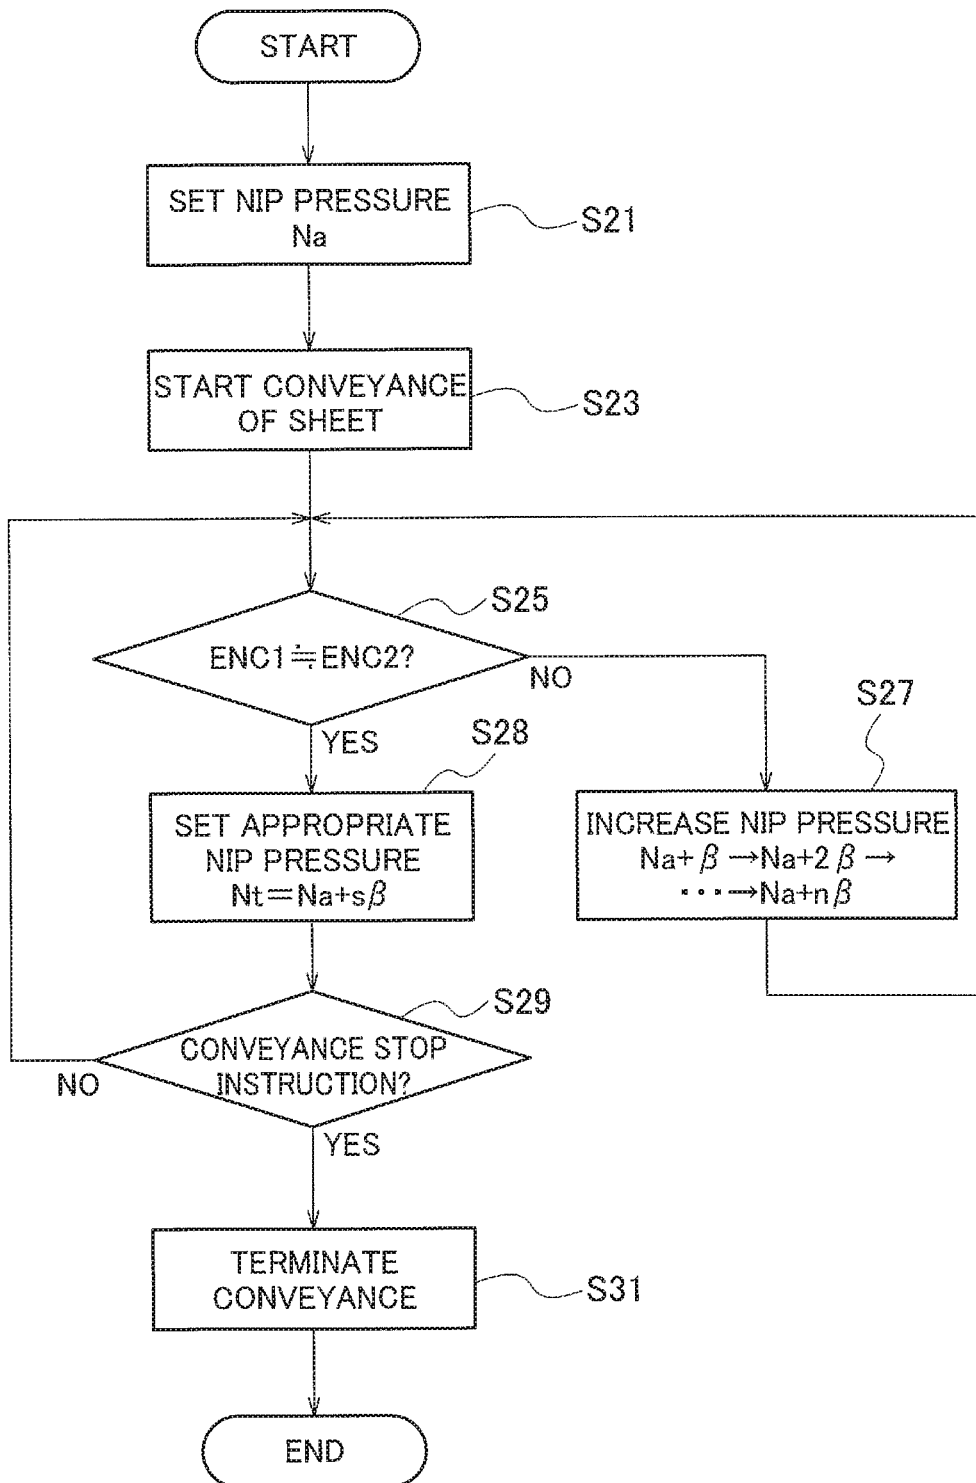 START
SET NIP PRESSURE
Na
S21
START CONVEYANCE
OF SHEET
S23
S25
ENC1≒ENC2?
NO
YES
S27
INCREASE NIP PRESSURE
Na+β→Na+2β→
･･･→Na+nβ
S28
SET APPROPRIATE
NIP PRESSURE
Nt=Na+sβ
S29
CONVEYANCE STOP
INSTRUCTION?
NO
YES
TERMINATE
CONVEYANCE
S31
END